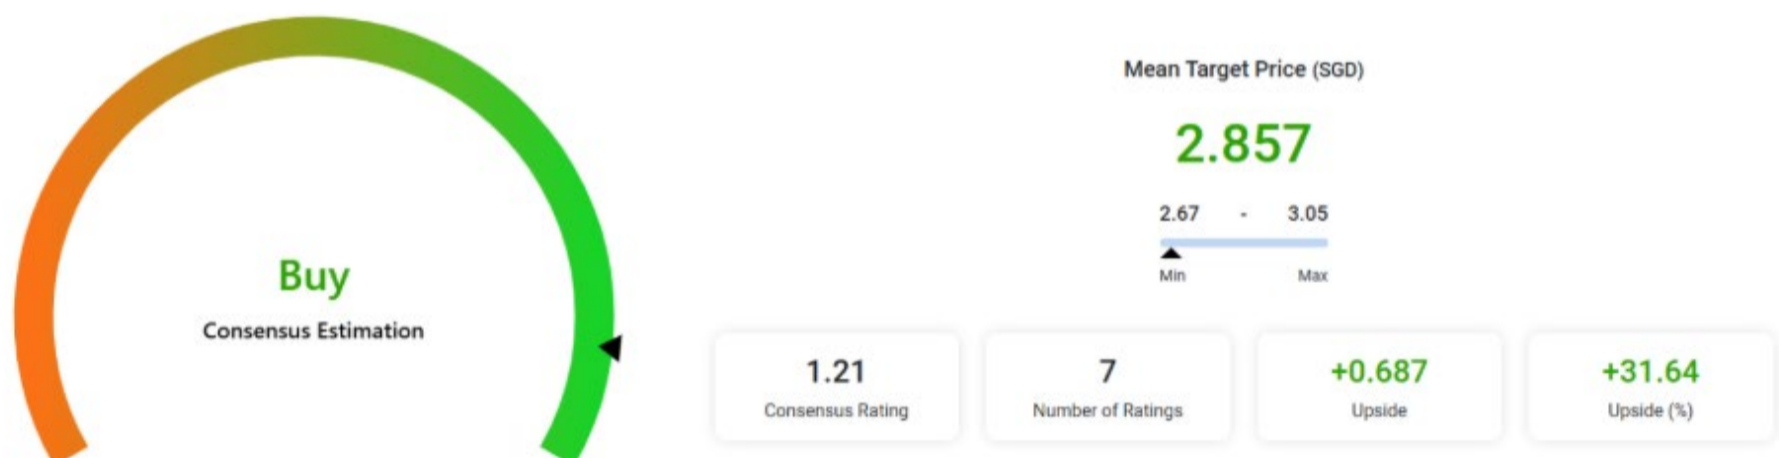 Buy
Consensus Estimation
Mean Target Price (SGD)
2.857
2.67 - 3.05
Min Max
1.21
Consensus Rating
7
Number of Ratings
+0.687
Upside
+31.64
Upside (%)